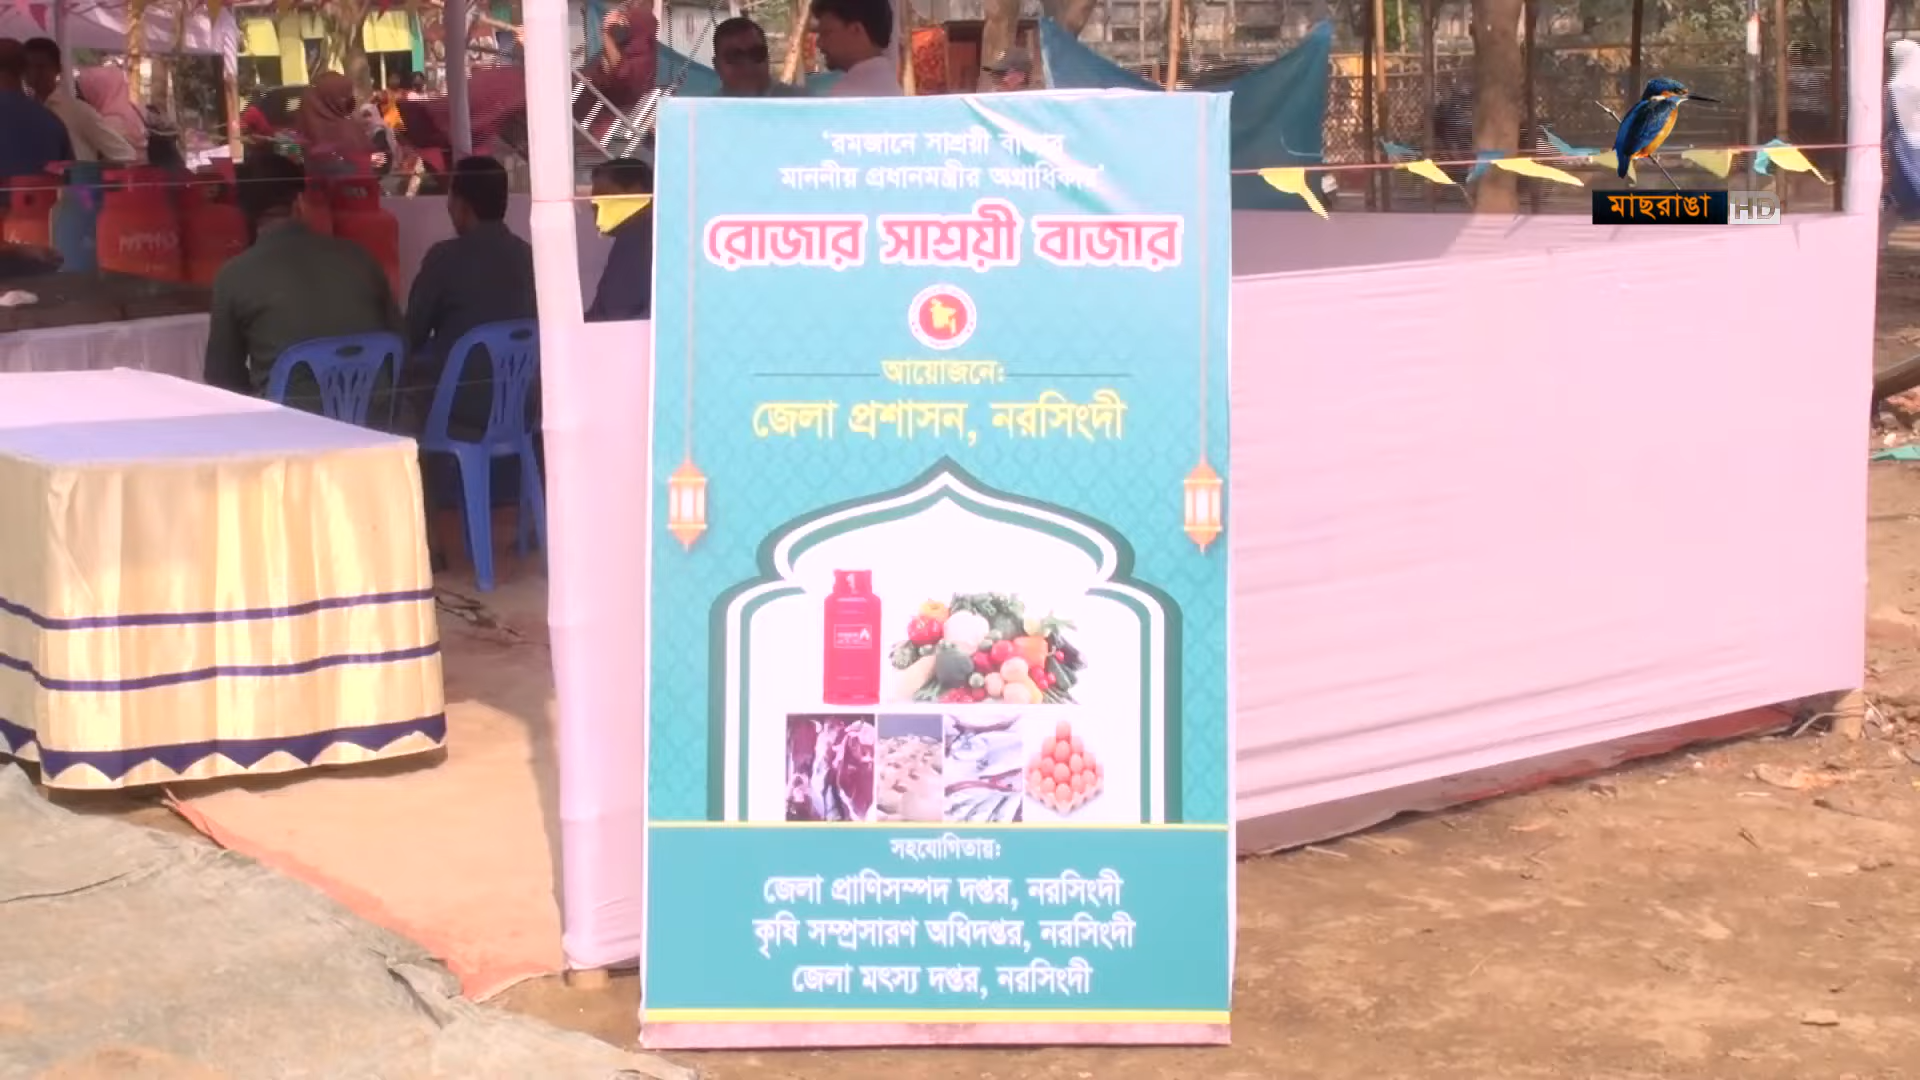 ‘রমজানে সাশ্রয়ী বাজার
মাননীয় প্রধানমন্ত্রীর অগ্রাধিকার’
রোজার সাশ্রয়ী বাজার
আয়োজনে:
জেলা প্রশাসন, নরসিংদী
সহযোগিতায়:
জেলা প্রাণিসম্পদ দপ্তর, নরসিংদী
কৃষি সম্প্রসারণ অধিদপ্তর, নরসিংদী
জেলা মৎস্য দপ্তর, নরসিংদী
মাছরাঙা HD